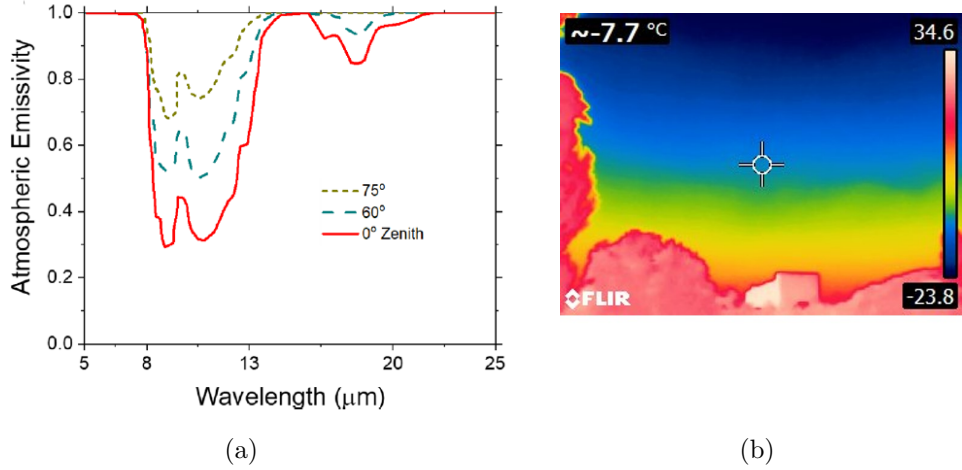 1.0
0.8
0.6
0.4
0.2
0.0
Atmospheric Emissivity
75°
60°
0° Zenith
5
8
13
20
25
Wavelength (μm)
(a)
~-7.7 °C
34.6
-23.8
FLIR
(b)